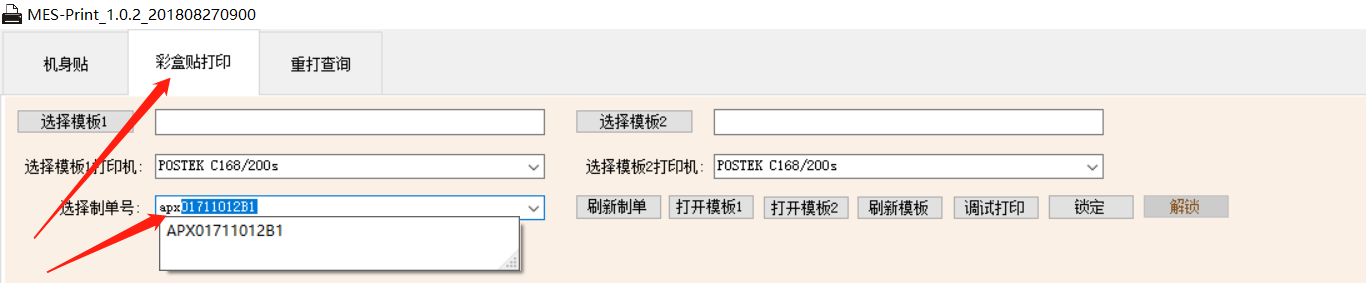 MES-Print_1.0.2_201808270900
机身贴 彩盒贴打印 重打查询
选择模板1 选择模板2
选择模板1打印机: POSTEK C168/200s 选择模板2打印机: POSTEK C168/200s
选择制单号: apx01711012B1 刷新制单 打开模板1 打开模板2 刷新模板 调试打印 锁定 解锁
APX01711012B1